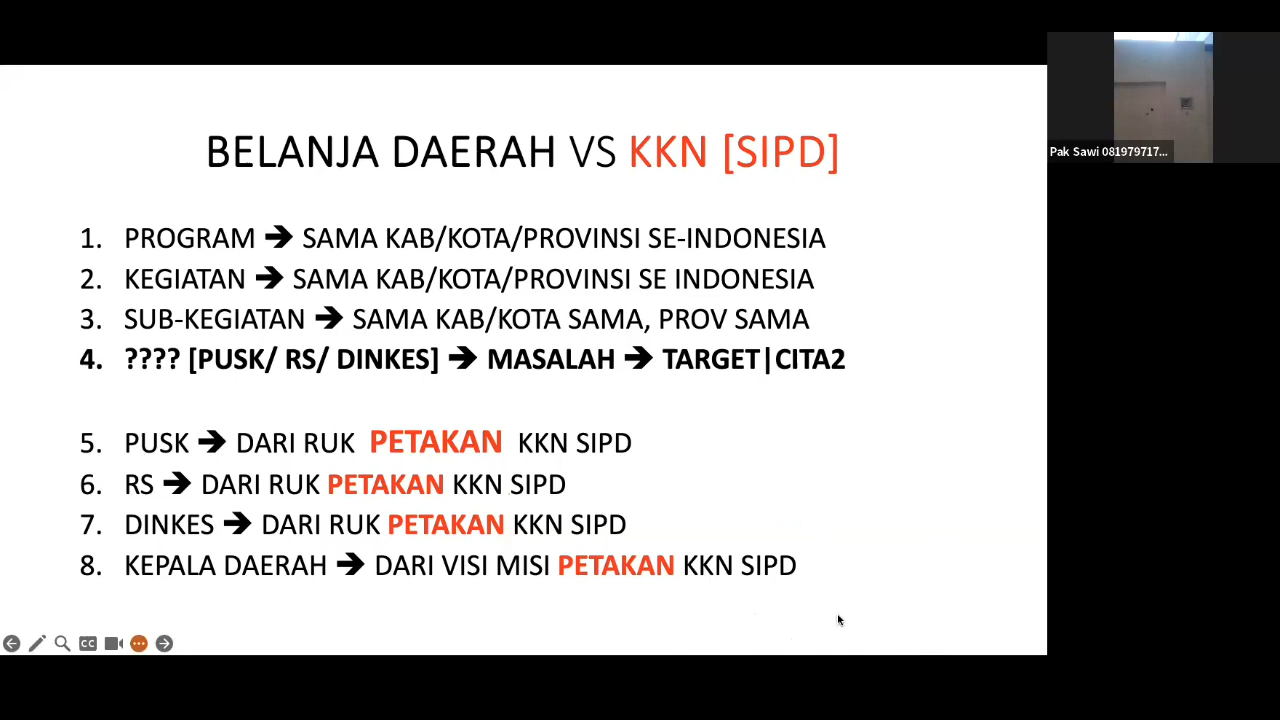 BELANJA DAERAH VS KKN [SIPD]
1. PROGRAM ➔ SAMA KAB/KOTA/PROVINSI SE-INDONESIA
2. KEGIATAN ➔ SAMA KAB/KOTA/PROVINSI SE INDONESIA
3. SUB-KEGIATAN ➔ SAMA KAB/KOTA SAMA, PROV SAMA
4. ???? [PUSK/ RS/ DINKES] ➔ MASALAH ➔ TARGET|CITA2
5. PUSK ➔ DARI RUK PETAKAN KKN SIPD
6. RS ➔ DARI RUK PETAKAN KKN SIPD
7. DINKES ➔ DARI RUK PETAKAN KKN SIPD
8. KEPALA DAERAH ➔ DARI VISI MISI PETAKAN KKN SIPD
Pak Sawi 081979717...
CC